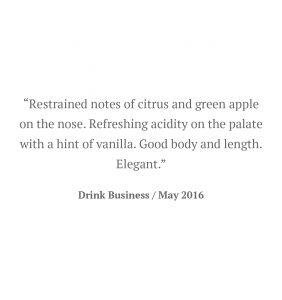 “Restrained notes of citrus and green apple
on the nose. Refreshing acidity on the palate
with a hint of vanilla. Good body and length.
Elegant.”
Drink Business / May 2016